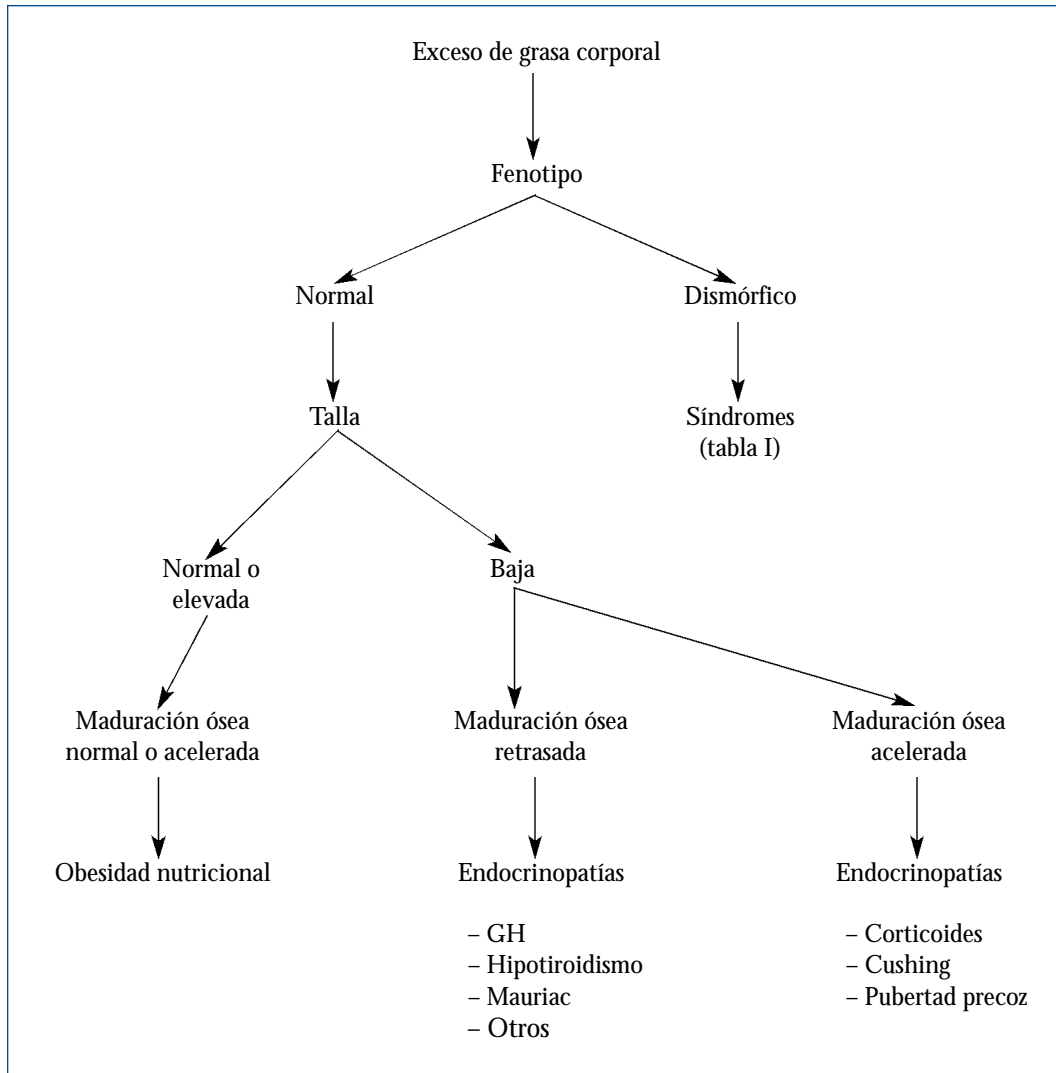 Exceso de grasa corporal
Fenotipo
Normal
Dismórfico
Talla
Síndromes
(tabla I)
Normal o
elevada
Baja
Maduración ósea
normal o acelerada
Maduración ósea
retrasada
Maduración ósea
acelerada
Obesidad nutricional
Endocrinopatías
– GH
– Hipotiroidismo
– Mauriac
– Otros
Endocrinopatías
– Corticoides
– Cushing
– Pubertad precoz